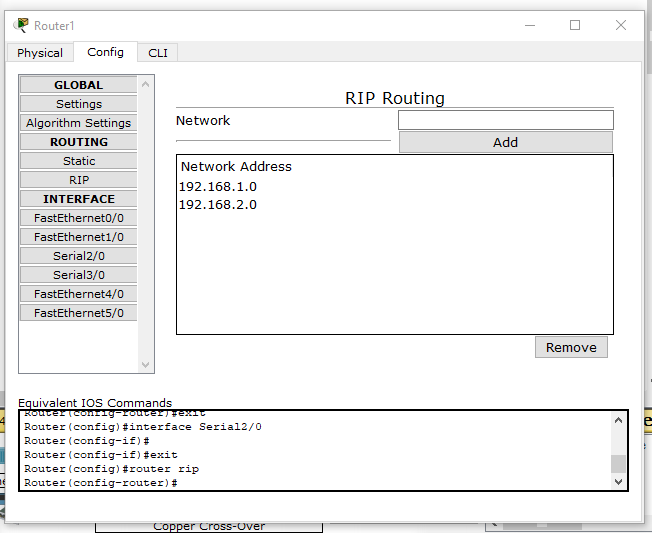 Router1
Physical Config CLI
GLOBAL
Settings
Algorithm Settings
ROUTING
Static
RIP
INTERFACE
FastEthernet0/0
FastEthernet1/0
Serial2/0
Serial3/0
FastEthernet4/0
FastEthernet5/0
RIP Routing
Network
Add
Network Address
192.168.1.0
192.168.2.0
Remove
Equivalent IOS Commands
Router(config-router)#exit
Router(config)#interface Serial2/0
Router(config-if)#
Router(config-if)#exit
Router(config)#router rip
Router(config-router)#
Copper Cross-Over